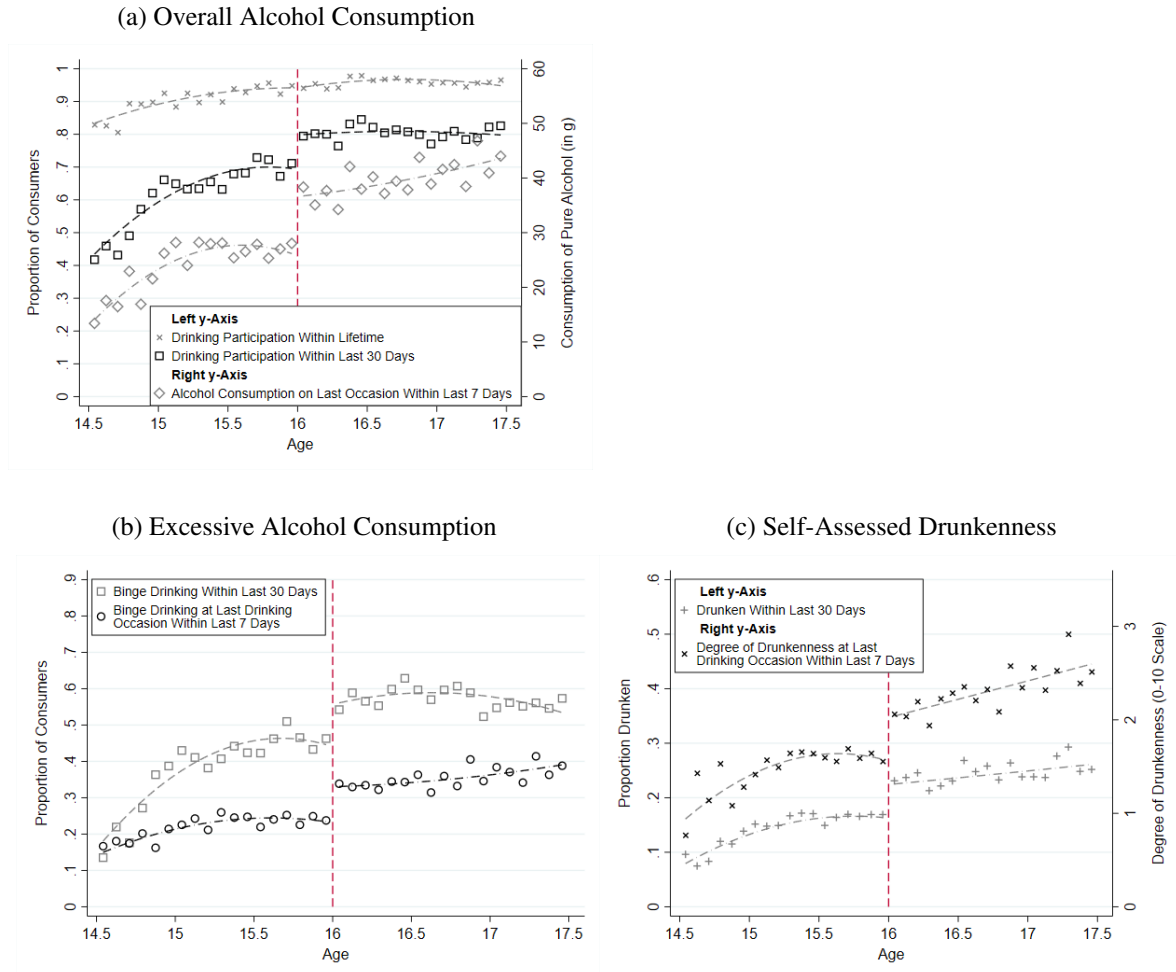 (a) Overall Alcohol Consumption
1
.9
.8
.7
.6
.5
.4
.3
.2
.1
0
Proportion of Consumers
60
50
40
30
20
10
0
Consumption of Pure Alcohol (in g)
Left y-Axis
Drinking Participation Within Lifetime
Drinking Participation Within Last 30 Days
Right y-Axis
Alcohol Consumption on Last Occasion Within Last 7 Days
14.5 15 15.5 16 16.5 17 17.5
Age
(b) Excessive Alcohol Consumption
.9
.8
.7
.6
.5
.4
.3
.2
.1
0
Proportion of Consumers
Binge Drinking Within Last 30 Days
Binge Drinking at Last Drinking
Occasion Within Last 7 Days
14.5 15 15.5 16 16.5 17 17.5
Age
(c) Self-Assessed Drunkenness
.6
.5
.4
.3
.2
.1
0
Proportion Drunken
3
2
1
0
Degree of Drunkenness (0-10 Scale)
Left y-Axis
Drunken Within Last 30 Days
Right y-Axis
Degree of Drunkenness at Last
Drinking Occasion Within Last 7 Days
14.5 15 15.5 16 16.5 17 17.5
Age